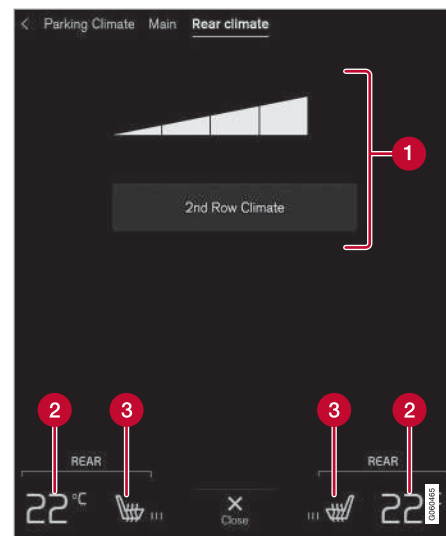 < Parking Climate Main Rear climate
1
2nd Row Climate
2 3 3 2
REAR REAR
22 °C 22
Close
G060465